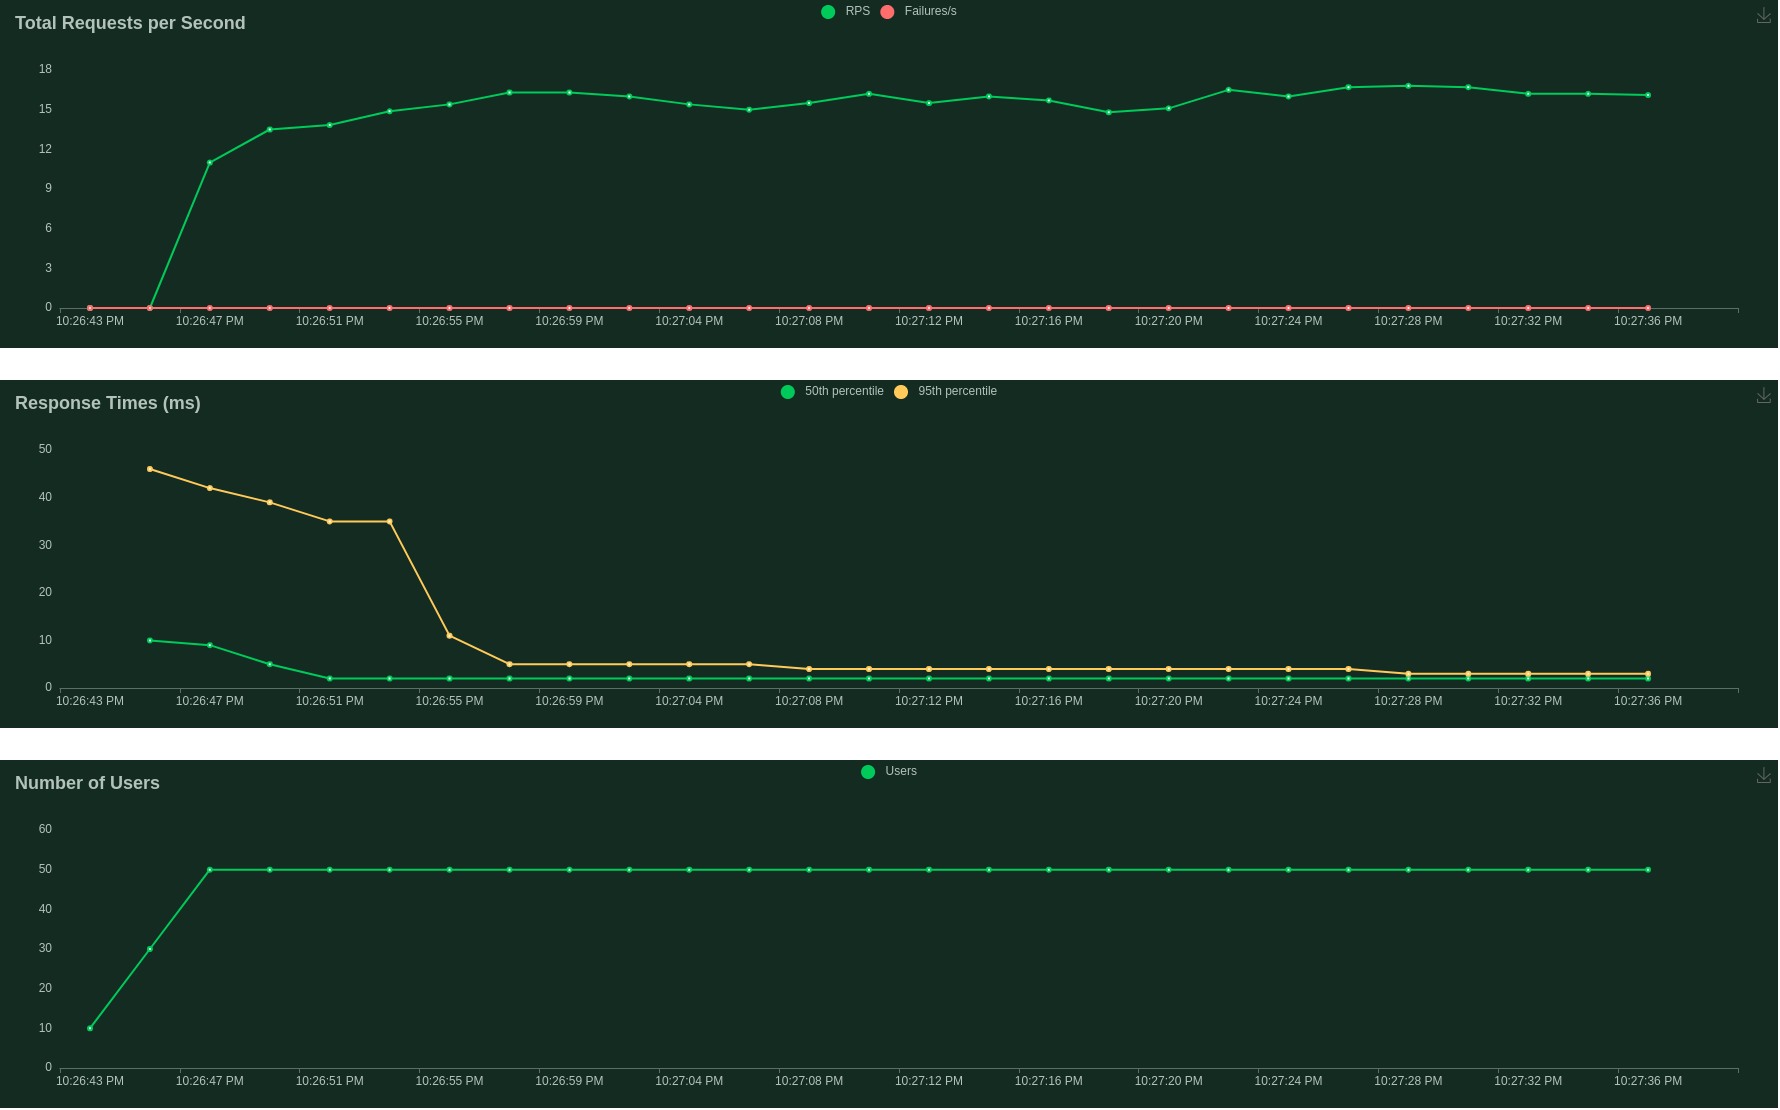 Total Requests per Second
RPS Failures/s
18
15
12
9
6
3
0
10:26:43 PM 10:26:47 PM 10:26:51 PM 10:26:55 PM 10:26:59 PM 10:27:04 PM 10:27:08 PM 10:27:12 PM 10:27:16 PM 10:27:20 PM 10:27:24 PM 10:27:28 PM 10:27:32 PM 10:27:36 PM
Response Times (ms)
50th percentile 95th percentile
50
40
30
20
10
0
10:26:43 PM 10:26:47 PM 10:26:51 PM 10:26:55 PM 10:26:59 PM 10:27:04 PM 10:27:08 PM 10:27:12 PM 10:27:16 PM 10:27:20 PM 10:27:24 PM 10:27:28 PM 10:27:32 PM 10:27:36 PM
Number of Users
Users
60
50
40
30
20
10
0
10:26:43 PM 10:26:47 PM 10:26:51 PM 10:26:55 PM 10:26:59 PM 10:27:04 PM 10:27:08 PM 10:27:12 PM 10:27:16 PM 10:27:20 PM 10:27:24 PM 10:27:28 PM 10:27:32 PM 10:27:36 PM